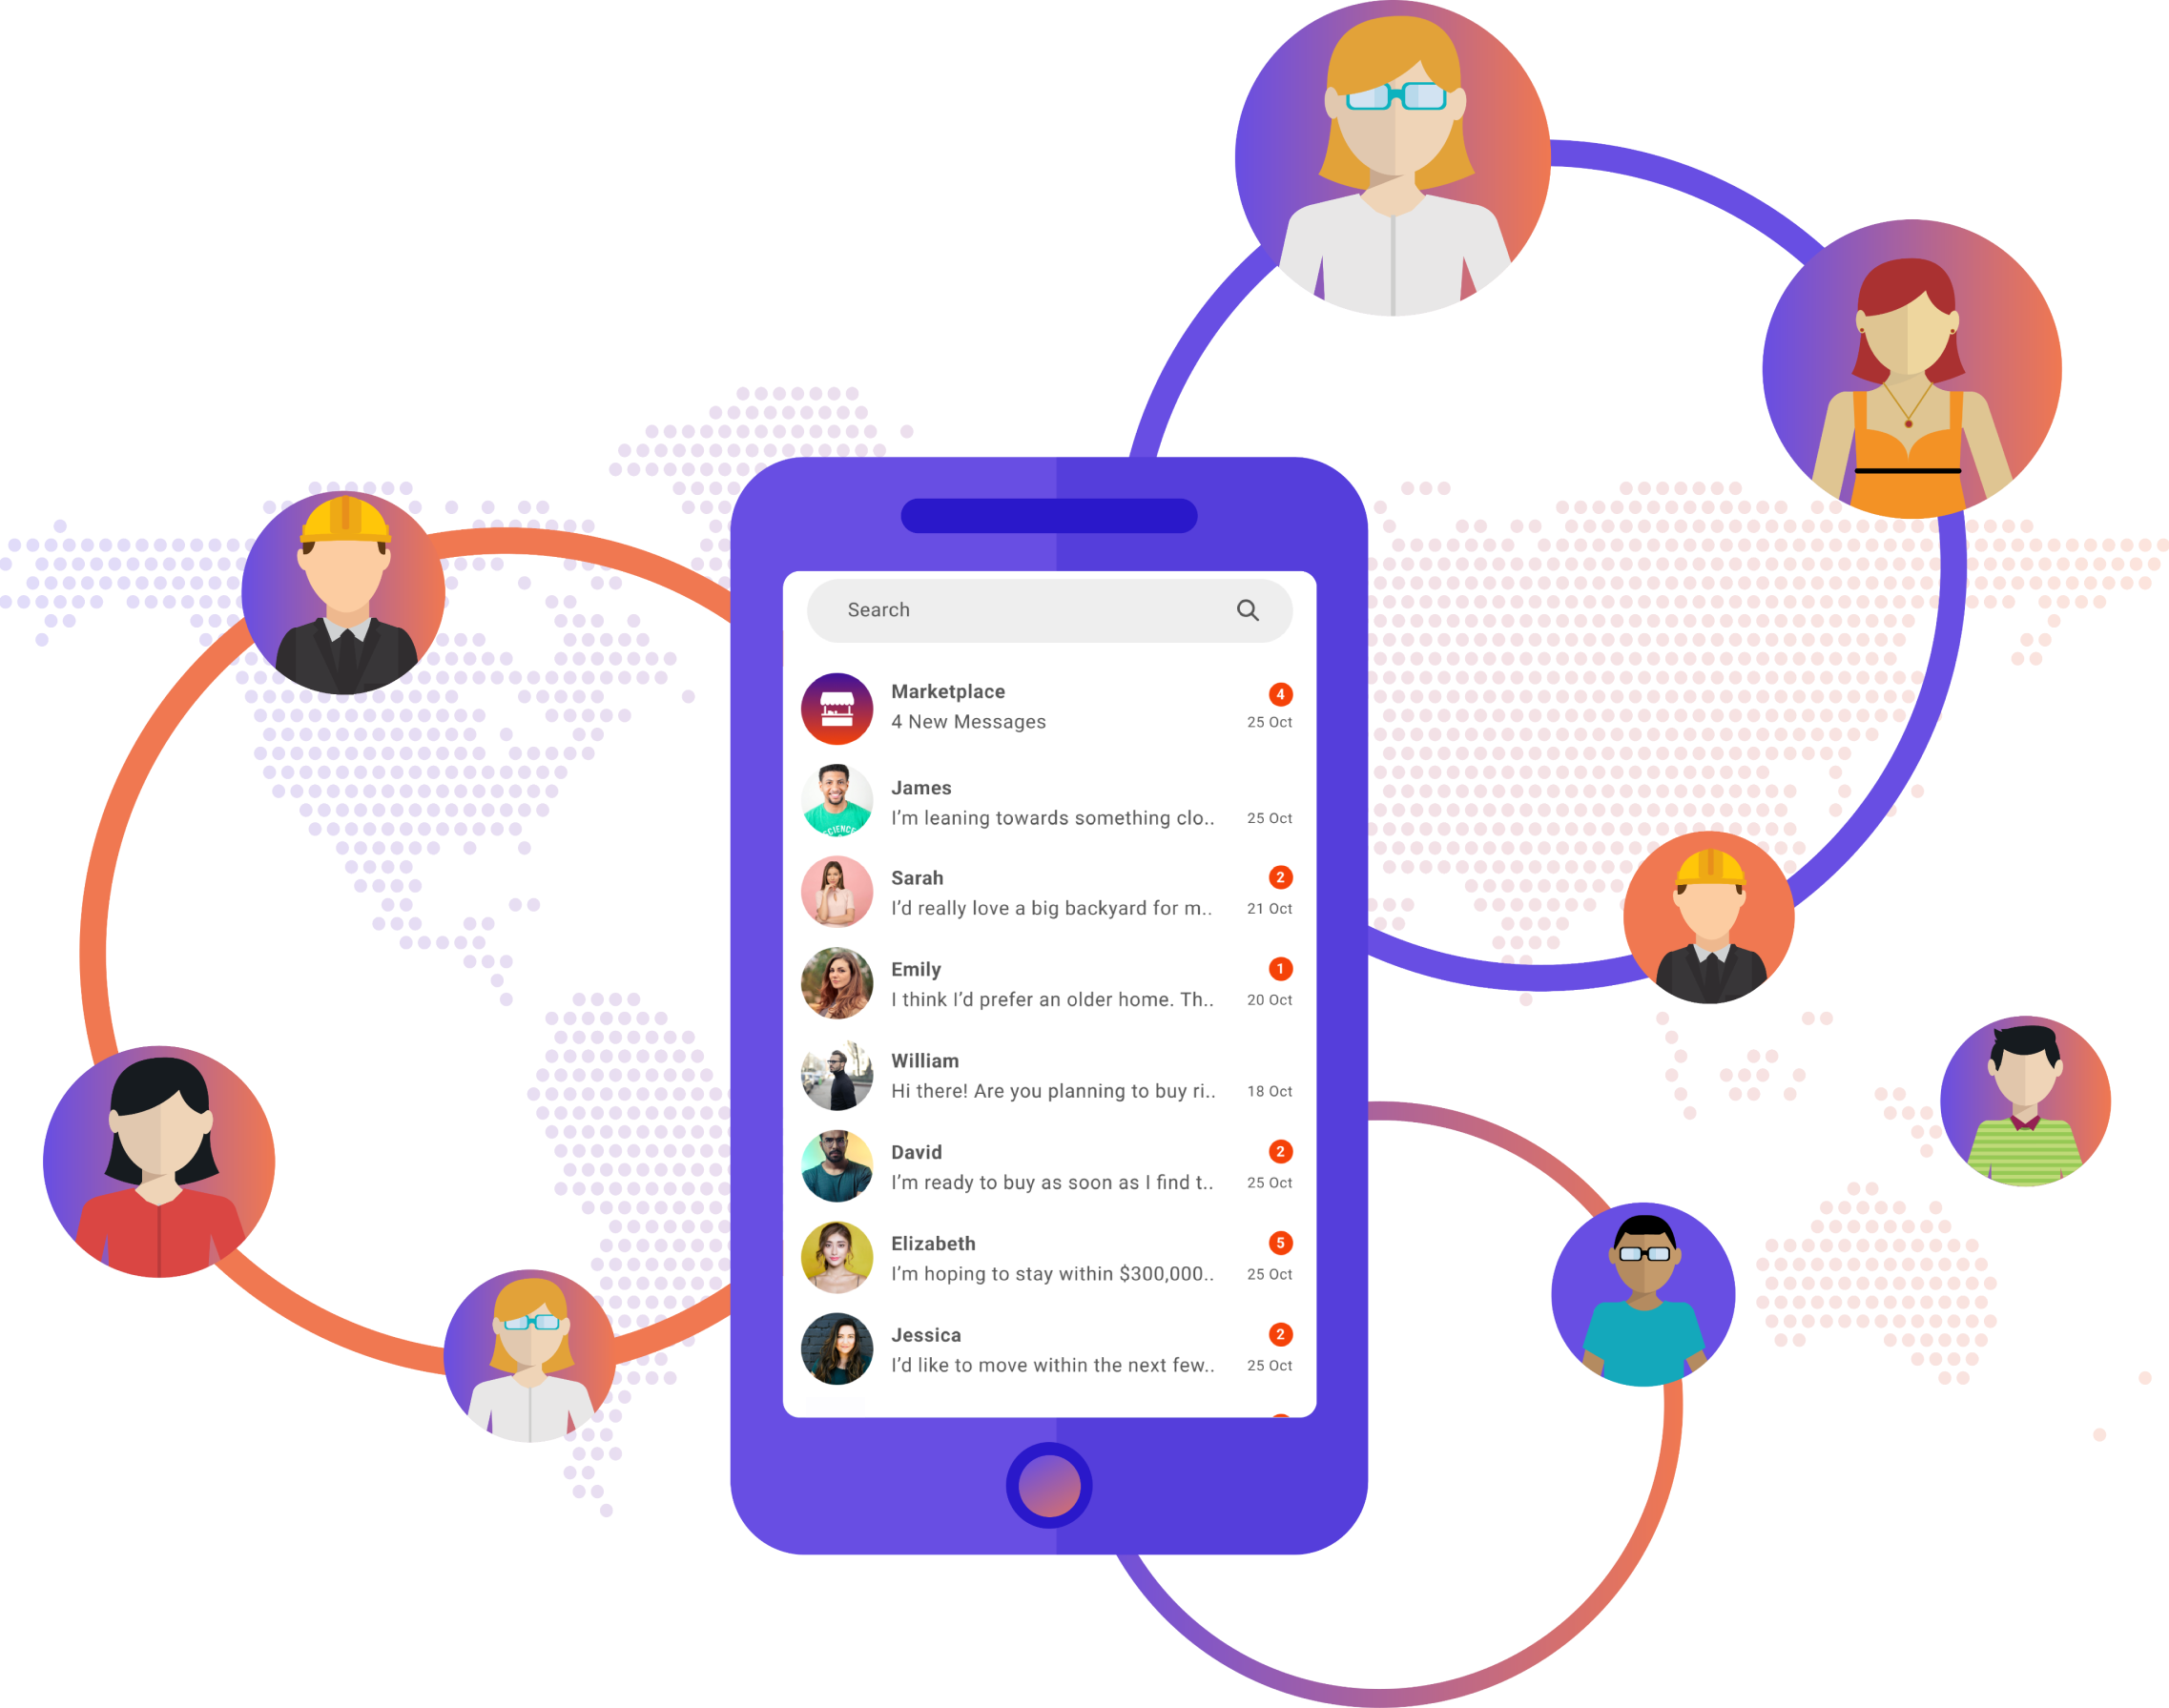 Search
Marketplace
4
4 New Messages
25 Oct
James
I'm leaning towards something clo..
25 Oct
SCIENCE
Sarah
2
I'd really love a big backyard for m..
21 Oct
Emily
1
I think I'd prefer an older home. Th..
20 Oct
William
Hi there! Are you planning to buy ri..
18 Oct
David
2
I'm ready to buy as soon as I find t..
25 Oct
Elizabeth
5
I'm hoping to stay within $300,000..
25 Oct
Jessica
2
I'd like to move within the next few..
25 Oct